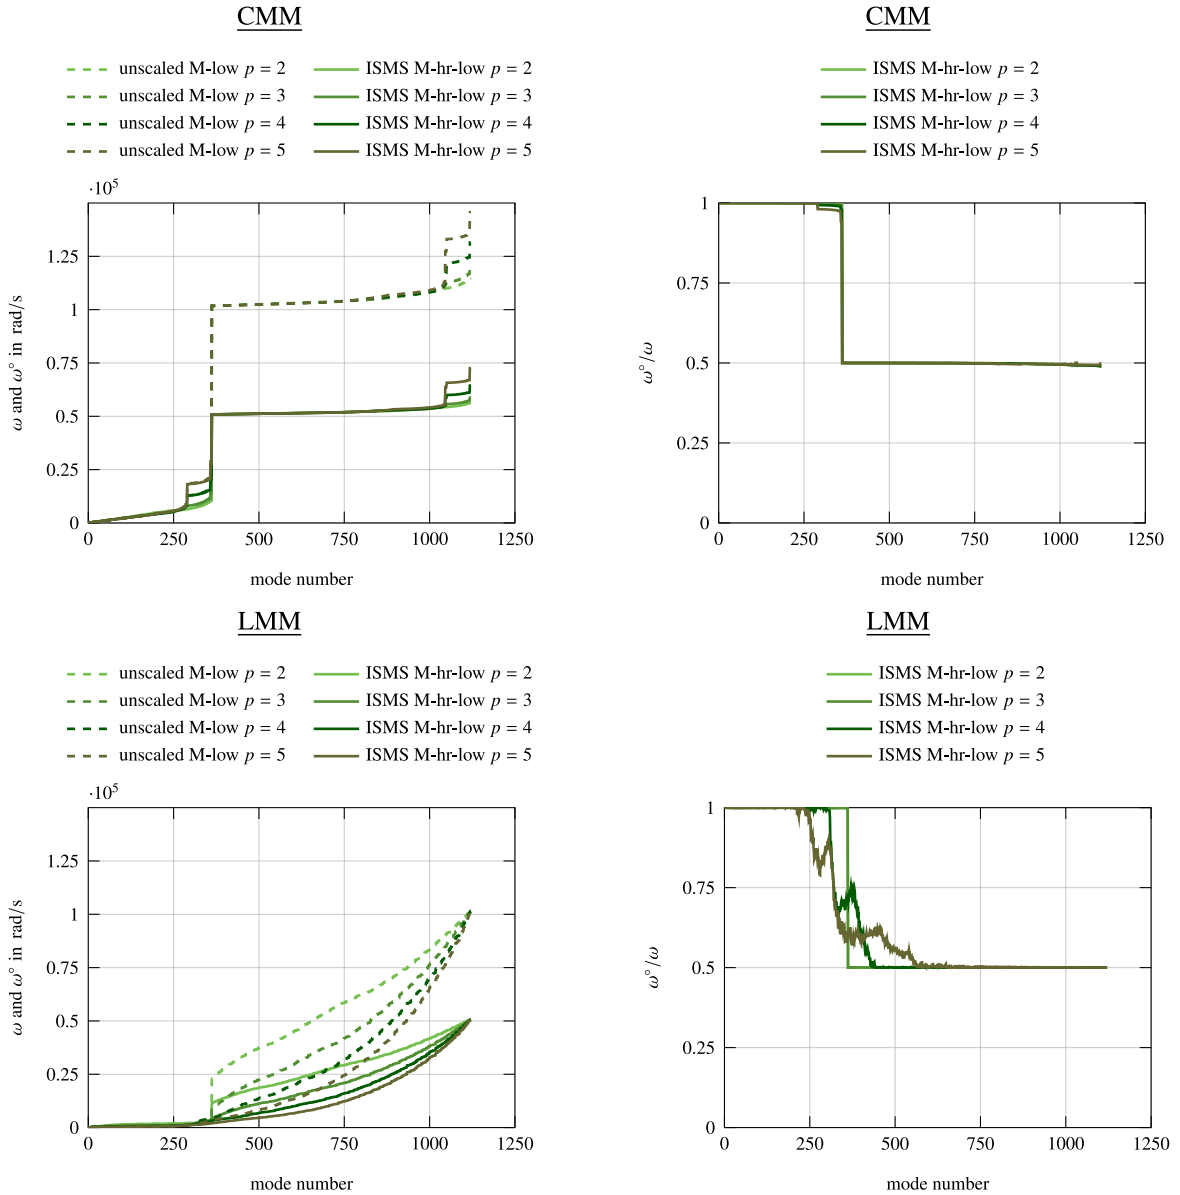 CMM
unscaled M-low p = 2
ISMS M-hr-low p = 2
unscaled M-low p = 3
ISMS M-hr-low p = 3
unscaled M-low p = 4
ISMS M-hr-low p = 4
unscaled M-low p = 5
ISMS M-hr-low p = 5
·10⁵
1.25
1
0.75
0.5
0.25
0
0 250 500 750 1000 1250
ω and ω° in rad/s
mode number
CMM
ISMS M-hr-low p = 2
ISMS M-hr-low p = 3
ISMS M-hr-low p = 4
ISMS M-hr-low p = 5
1
0.75
0.5
0.25
0
0 250 500 750 1000 1250
ω°/ω
mode number
LMM
unscaled M-low p = 2
ISMS M-hr-low p = 2
unscaled M-low p = 3
ISMS M-hr-low p = 3
unscaled M-low p = 4
ISMS M-hr-low p = 4
unscaled M-low p = 5
ISMS M-hr-low p = 5
·10⁵
1.25
1
0.75
0.5
0.25
0
0 250 500 750 1000 1250
ω and ω° in rad/s
mode number
LMM
ISMS M-hr-low p = 2
ISMS M-hr-low p = 3
ISMS M-hr-low p = 4
ISMS M-hr-low p = 5
1
0.75
0.5
0.25
0
0 250 500 750 1000 1250
ω°/ω
mode number